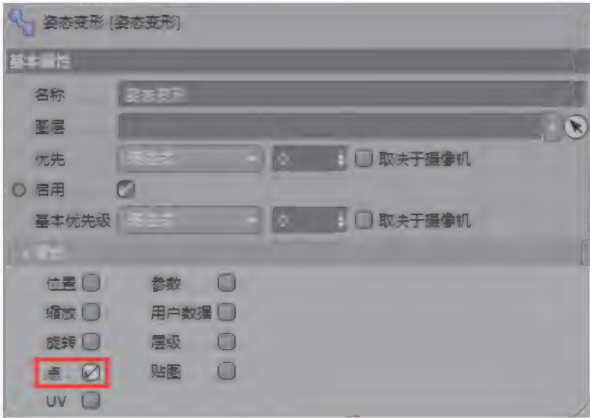 姿态变形 [姿态变形]
基本属性
名称 姿态变形
图层
优先 0 取决于摄像机
启用
基本优先级 0 取决于摄像机
位置 参数
缩放 用户数据
旋转 层级
点 贴图
UV